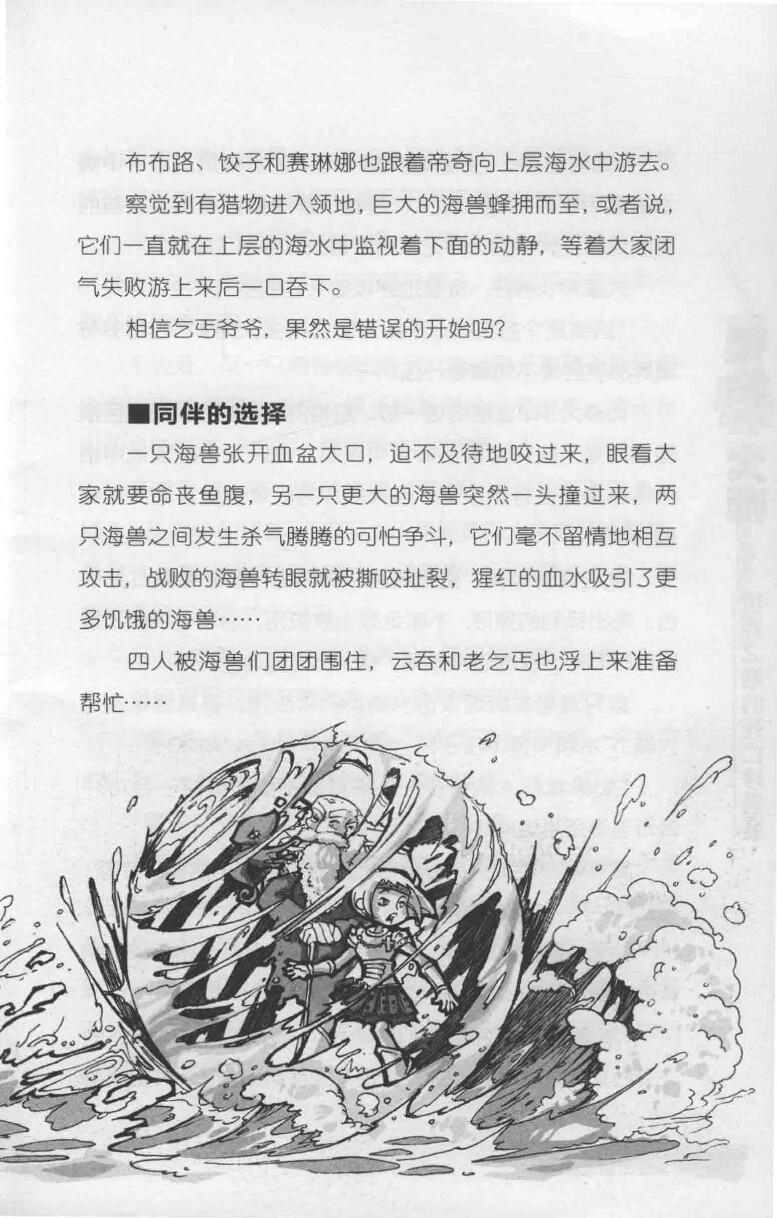 布布路、饺子和赛琳娜也跟着帝奇向上层海水中游去。
察觉到有猎物进入领地，巨大的海兽蜂拥而至，或者说，
它们一直就在上层的海水中监视着下面的动静，等着大家闭
气失败游上来后一口吞下……
相信乞丐爷爷，果然是错误的开始吗？
■同伴的选择
一只海兽张开血盆大口，迫不及待地咬过来，眼看大
家就要命丧鱼腹，另一只更大的海兽突然一头撞过来，两
只海兽之间发生杀气腾腾的可怕争斗，它们毫不留情地相互
攻击，战败的海兽转眼就被撕咬扯裂，猩红的血水吸引了更
多饥饿的海兽……
四人被海兽们团团围住，云吞和老乞丐也浮上来准备
帮忙……